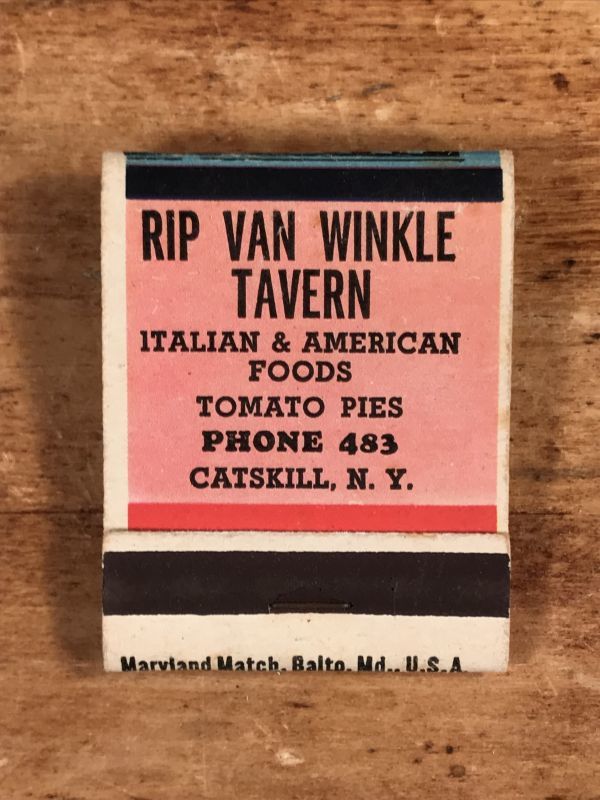 RIP VAN WINKLE
TAVERN
ITALIAN & AMERICAN
FOODS
TOMATO PIES
PHONE 483
CATSKILL, N. Y.
Maryland Match, Balto. Md., U.S.A